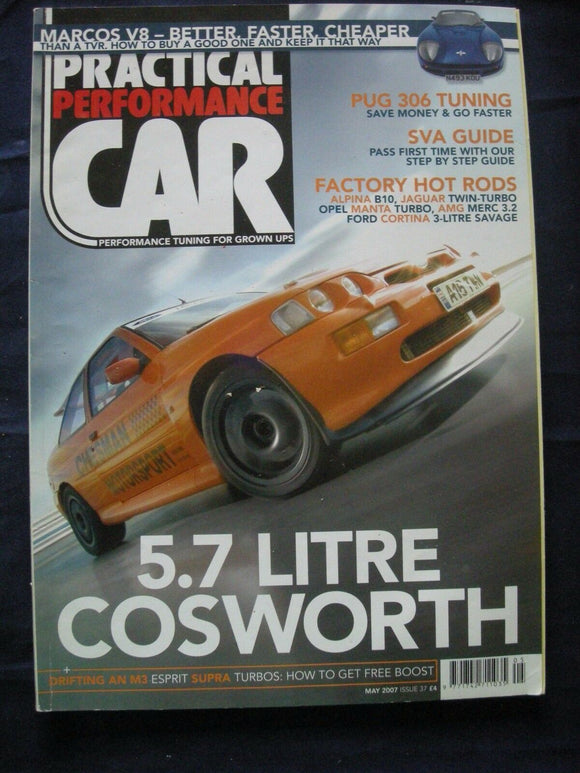 MARCOS V8 – BETTER, FASTER, CHEAPER
THAN A TVR. HOW TO BUY A GOOD ONE AND KEEP IT THAT WAY
N493 KDU
PRACTICAL
PERFORMANCE
CAR
PERFORMANCE TUNING FOR GROWN UPS
PUG 306 TUNING
SAVE MONEY & GO FASTER
SVA GUIDE
PASS FIRST TIME WITH OUR
STEP BY STEP GUIDE
FACTORY HOT RODS
ALPINA B10, JAGUAR TWIN-TURBO
OPEL MANTA TURBO, AMG MERC 3.2
FORD CORTINA 3-LITRE SAVAGE
MOTORSPORT
5.7 LITRE
COSWORTH
+
DRIFTING AN M3 ESPRIT SUPRA TURBOS: HOW TO GET FREE BOOST
MAY 2007 ISSUE 37 £4
05